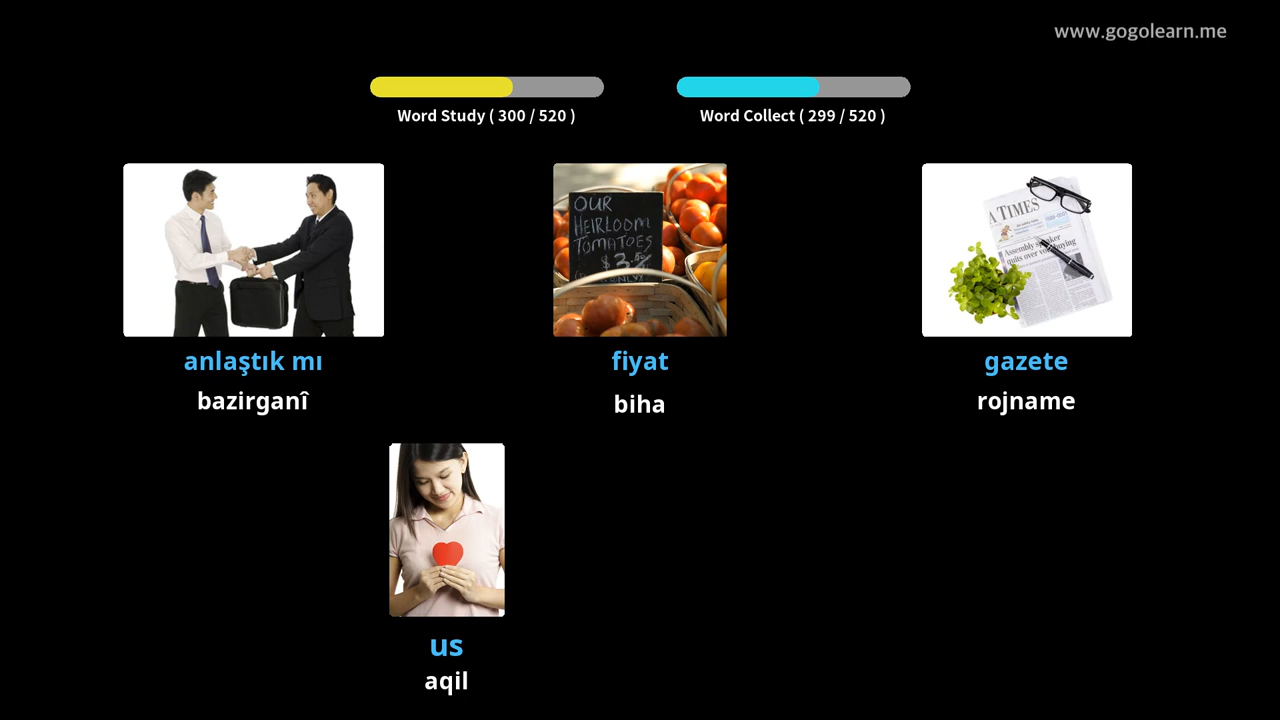 www.gogolearn.me
Word Study ( 300 / 520 )
Word Collect ( 299 / 520 )
OUR
HEIRLOOM
TOMATOES
A TIMES
anlaştık mı
bazirganî
fiyat
biha
gazete
rojname
us
aqil